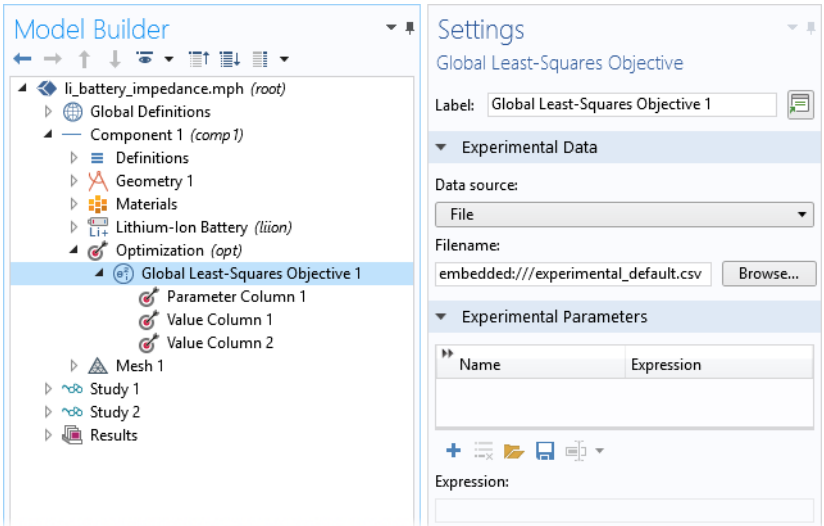 Model Builder
li_battery_impedance.mph (root)
Global Definitions
Component 1 (comp1)
Definitions
Geometry 1
Materials
Li+ Lithium-Ion Battery (liion)
Optimization (opt)
Global Least-Squares Objective 1
Parameter Column 1
Value Column 1
Value Column 2
Mesh 1
Study 1
Study 2
Results
Settings
Global Least-Squares Objective
Label: Global Least-Squares Objective 1
Experimental Data
Data source:
File
Filename:
embedded:///experimental_default.csv Browse...
Experimental Parameters
Name Expression
Expression: